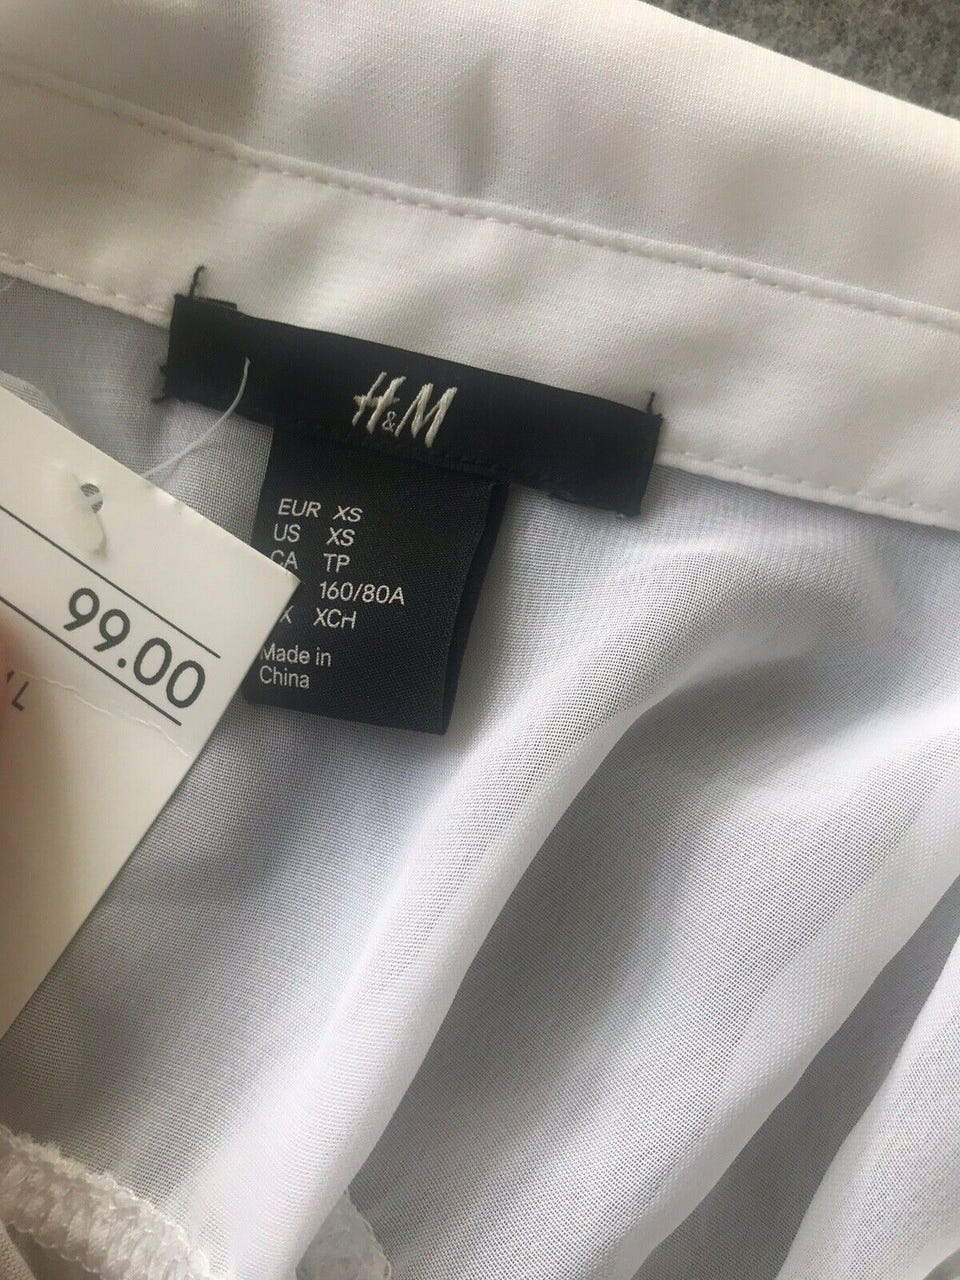 H&M
EUR XS
US XS
CA TP
160/80A
X XCH
Made in
China
99.00